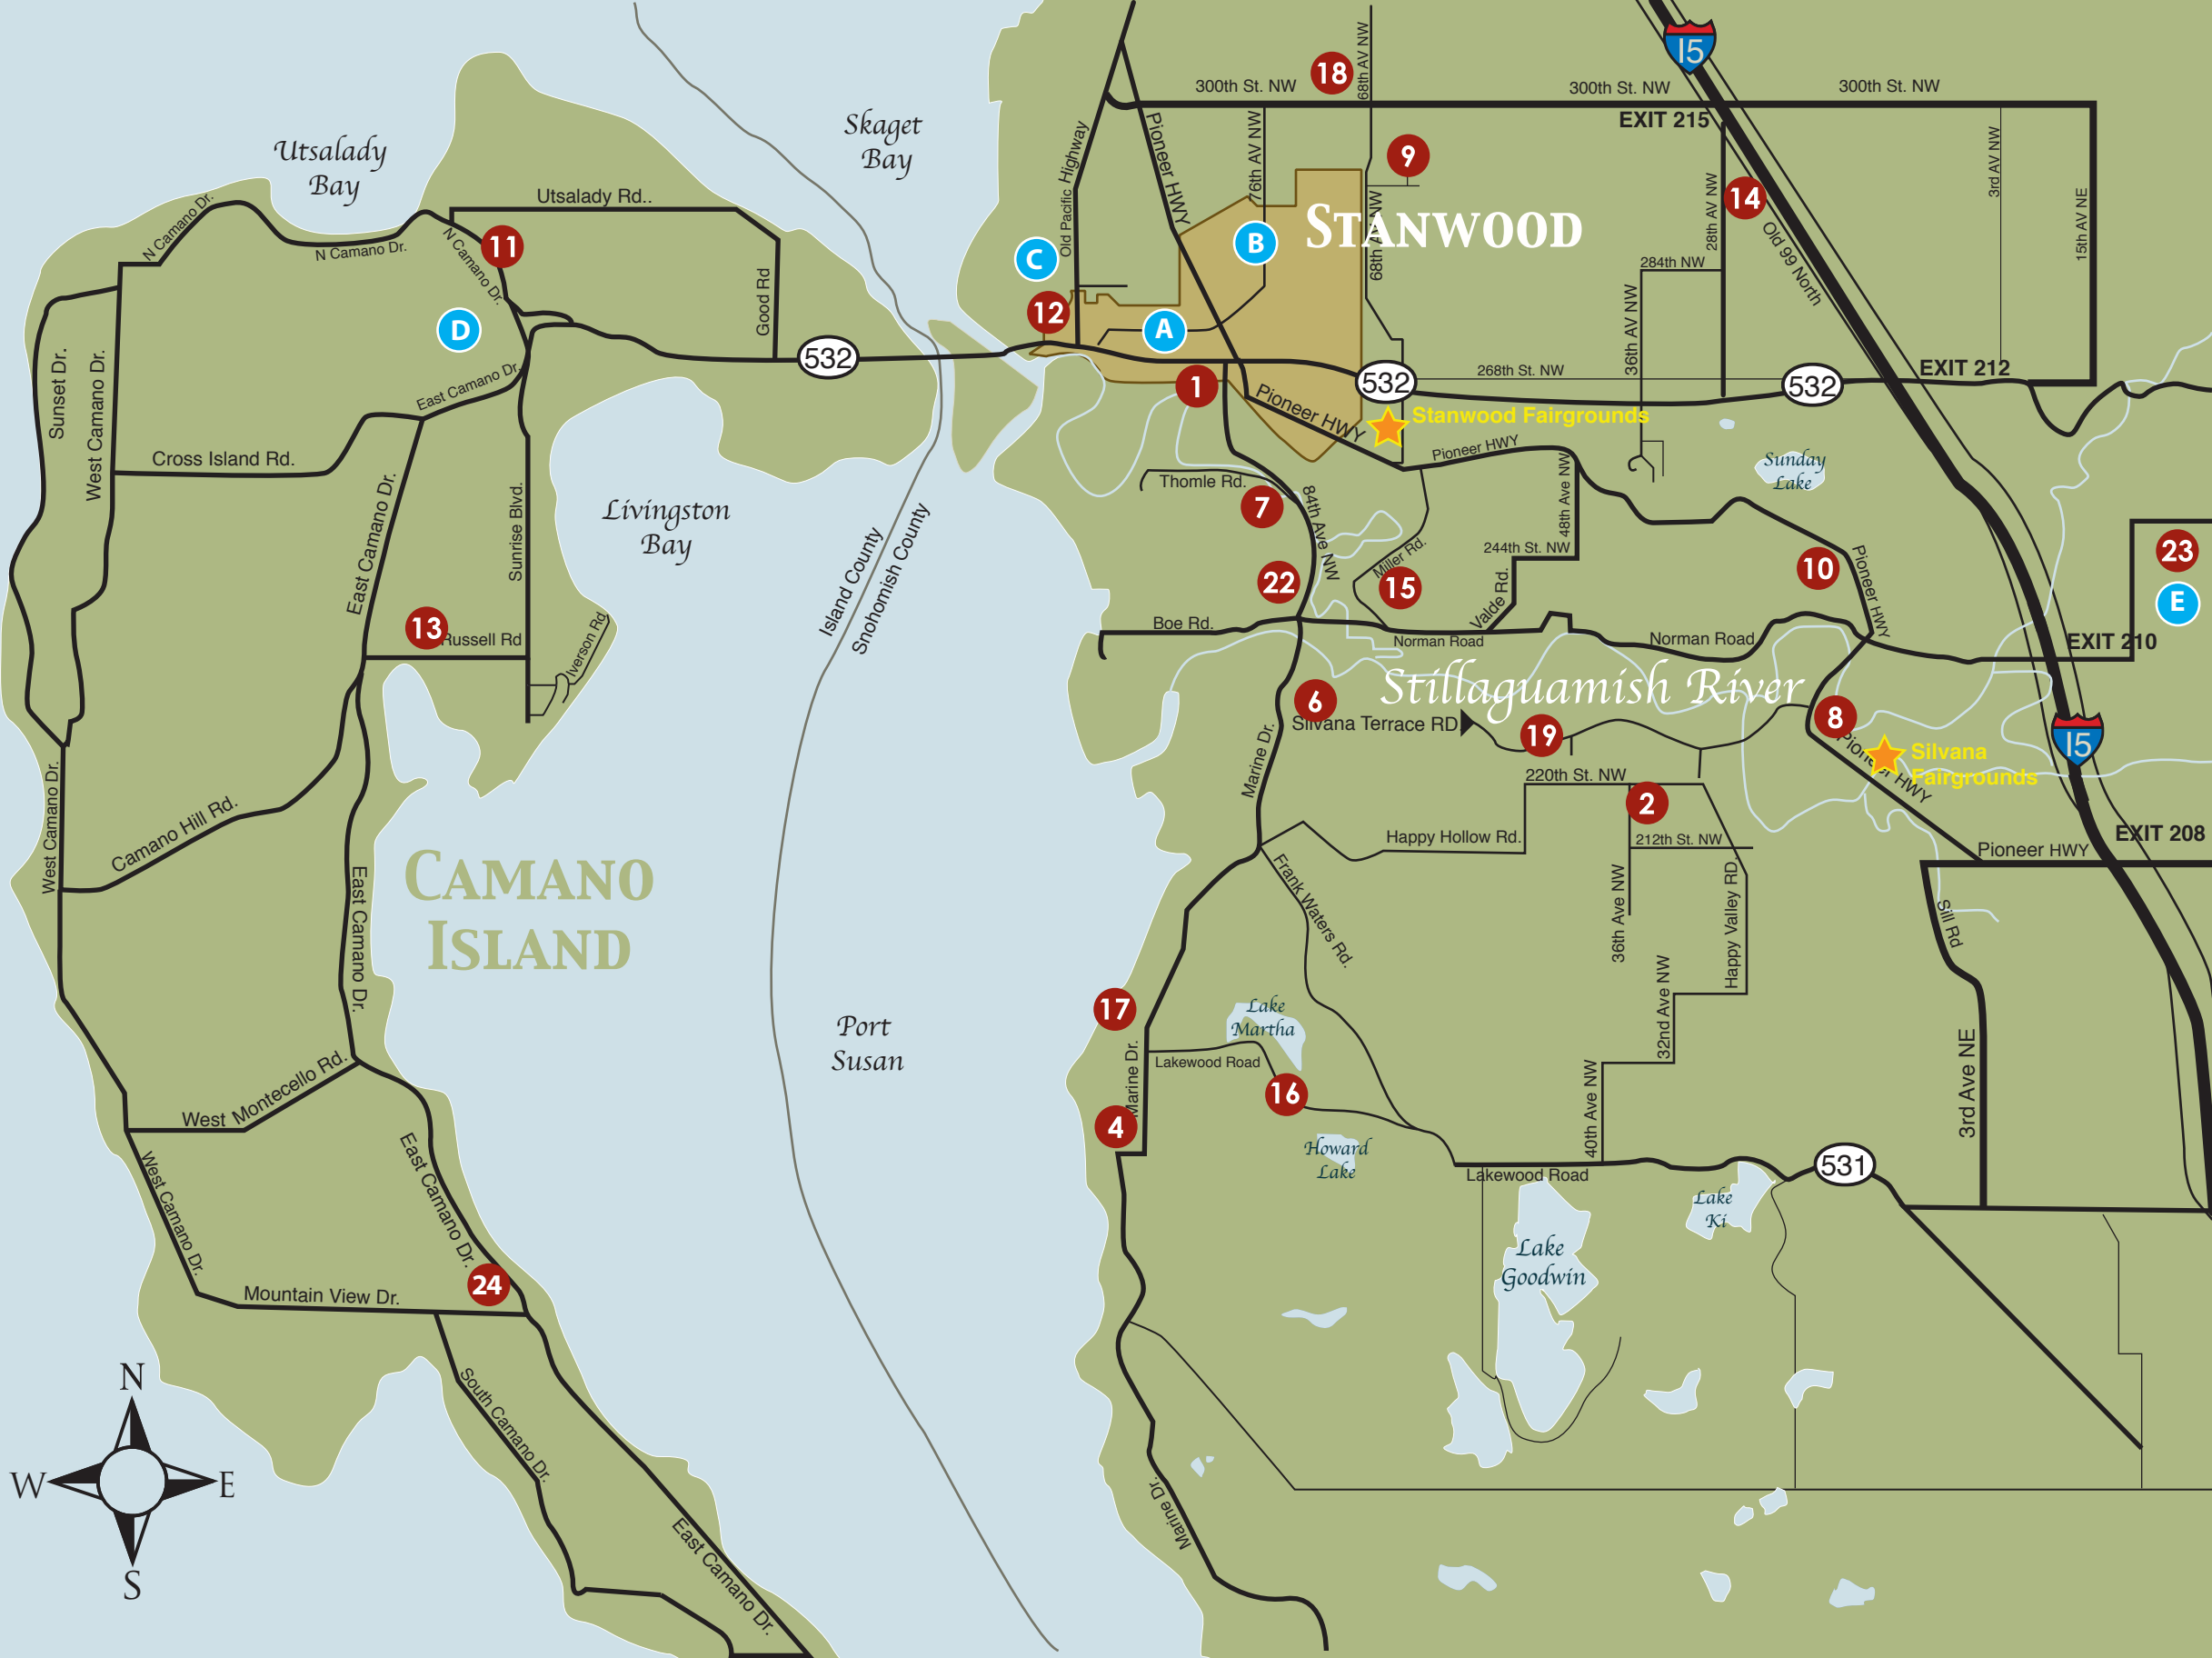 I5
300th St. NW
18
68th AV NW
300th St. NW
300th St. NW
EXIT 215
Skaget
Bay
Utsalady
Bay
Old Pacific Highway
Pioneer HWY
76th AV NW
9
3rd AV NW
15th AV NE
28th AV NW
14
Old 99 North
Utsalady Rd..
N Camano Dr.
N Camano Dr.
N Camano Dr.
11
STANWOOD
68th AV NW
B
C
284th NW
36th AV NW
Good Rd
12
D
A
532
Sunset Dr.
West Camano Dr.
East Camano Dr.
1
532
268th St. NW
532
EXIT 212
Pioneer HWY
Stanwood Fairgrounds
Cross Island Rd.
Pioneer HWY
Sunday
Lake
East Camano Dr.
Sunrise Blvd.
Livingston
Bay
Thomle Rd.
7
84th Ave NW
48th Ave NW
Island County
Snohomish County
244th St. NW
Miller Rd.
22
15
Valde Rd.
10
Pioneer HWY
23
E
13
Russell Rd
Iverson Rd
Boe Rd.
Norman Road
Norman Road
EXIT 210
Stillaguamish River
6
Silvana Terrace RD
19
8
I5
Pioneer HWY
Silvana
Fairgrounds
Marine Dr.
220th St. NW
2
West Camano Dr.
Camano Hill Rd.
Happy Hollow Rd.
212th St. NW
EXIT 208
Pioneer HWY
CAMANO
ISLAND
East Camano Dr.
Frank Waters Rd.
36th Ave NW
Happy Valley RD.
Sill Rd
17
Lake
Martha
Port
Susan
32nd Ave NW
3rd Ave NE
Marine Dr.
Lakewood Road
West Montecello Rd.
16
4
40th Ave NW
Howard
Lake
531
Lakewood Road
West Camano Dr.
East Camano Dr.
Lake
Ki
Lake
Goodwin
24
Mountain View Dr.
N
South Camano Dr.
W
E
S
East Camano Dr.
Marine Dr.